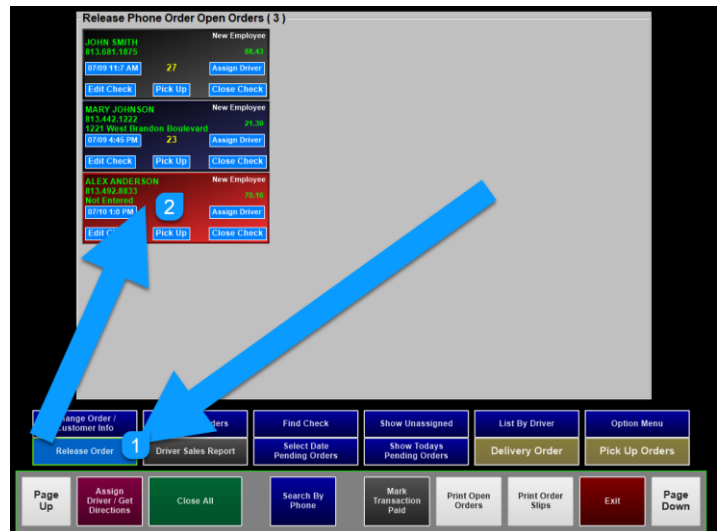 Release Phone Order Open Orders ( 3 )
JOHN SMITH New Employee
813.681.1875 88.43
07/09 11:7 AM 27 Assign Driver
Edit Check Pick Up Close Check
MARY JOHNSON New Employee
813.442.1222
1221 West Brandon Boulevard 21.30
07/09 4:45 PM 23 Assign Driver
Edit Check Pick Up Close Check
ALEX ANDERSON New Employee
813.492.8833 70.16
Not Entered
07/10 1:0 PM 2 Assign Driver
Edit Pick Up Close Check
Order / Find Check Show Unassigned List By Driver Option Menu
Customer Info
Release Order 1 Driver Sales Report Select Date Pending Orders Show Todays Pending Orders Delivery Order Pick Up Orders
Page Up Assign Driver / Get Directions Close All Search By Phone Mark Transaction Paid Print Open Orders Print Order Slips Exit Page Down